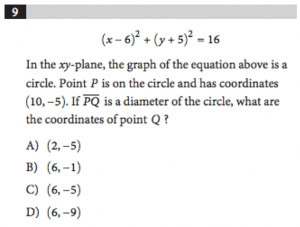 9
(x – 6)² + (y + 5)² = 16
In the xy-plane, the graph of the equation above is a
circle. Point P is on the circle and has coordinates
(10, –5). If P̅Q̅ is a diameter of the circle, what are
the coordinates of point Q ?
A) (2, –5)
B) (6, –1)
C) (6, –5)
D) (6, –9)